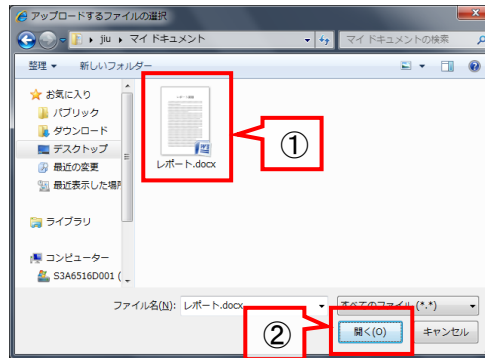 アップロードするファイルの選択
jiu ▸ マイ ドキュメント
マイ ドキュメントの検索
整理 ▼ 新しいフォルダー
お気に入り
パブリック
ダウンロード
デスクトップ
最近の変更
最近表示した場所
ライブラリ
コンピューター
S3A6516D001 (
レポート.docx
①
ファイル名(N): レポート.docx
すべてのファイル (*.*)
②
開く(O) キャンセル